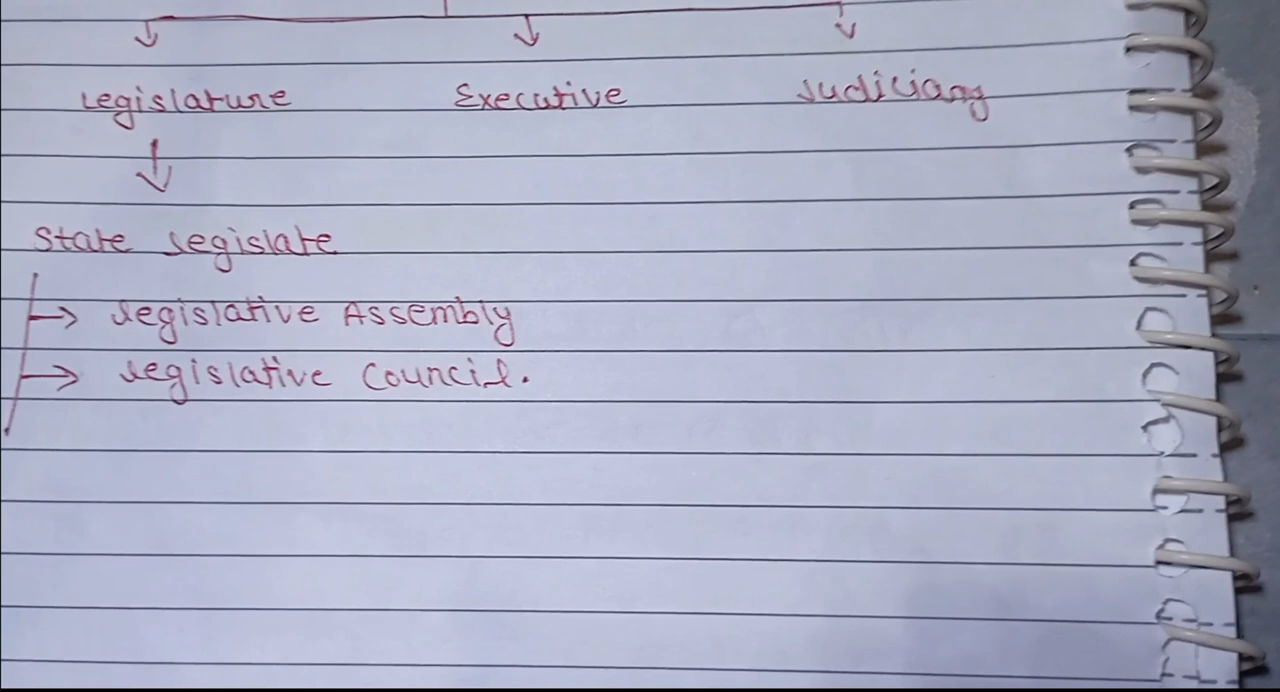 Legislature Executive Judiciary
State Legislate
Legislative Assembly
Legislative Council.